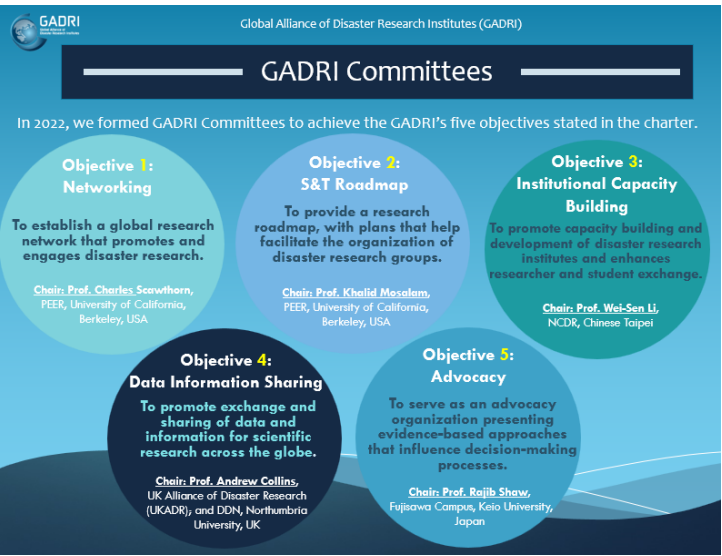 GADRI
Global Alliance of
Disaster Research Institutes
Global Alliance of Disaster Research Institutes (GADRI)
GADRI Committees
In 2022, we formed GADRI Committees to achieve the GADRI's five objectives stated in the charter.
Objective 1:
Networking
To establish a global research
network that promotes and
engages disaster research.
Chair: Prof. Charles Scawthorn,
PEER, University of California,
Berkeley, USA
Objective 2:
S&T Roadmap
To provide a research
roadmap, with plans that help
facilitate the organization of
disaster research groups.
Chair: Prof. Khalid Mosalam,
PEER, University of California,
Berkeley, USA
Objective 3:
Institutional Capacity
Building
To promote capacity building and
development of disaster research
institutes and enhances
researcher and student exchange.
Chair: Prof. Wei-Sen Li,
NCDR, Chinese Taipei
Objective 4:
Data Information Sharing
To promote exchange and
sharing of data and
information for scientific
research across the globe.
Chair: Prof. Andrew Collins,
UK Alliance of Disaster Research
(UKADR); and DDN, Northumbria
University, UK
Objective 5:
Advocacy
To serve as an advocacy
organization presenting
evidence-based approaches
that influence decision-making
processes.
Chair: Prof. Rajib Shaw,
Fujisawa Campus, Keio University,
Japan